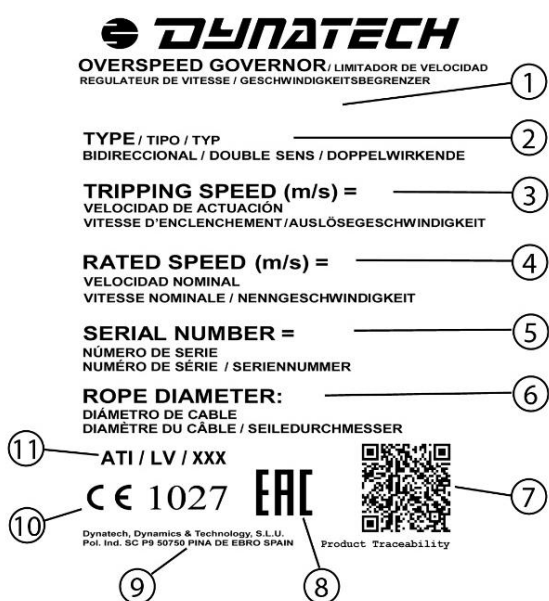 DYNATECH
OVERSPEED GOVERNOR / LIMITADOR DE VELOCIDAD
REGULATEUR DE VITESSE / GESCHWINDIGKEITSBEGRENZER
1
TYPE / TIPO / TYP
2
BIDIRECCIONAL / DOUBLE SENS / DOPPELWIRKENDE
TRIPPING SPEED (m/s) =
3
VELOCIDAD DE ACTUACIÓN
VITESSE D'ENCLENCHEMENT / AUSLÖSEGESCHWINDIGKEIT
RATED SPEED (m/s) =
4
VELOCIDAD NOMINAL
VITESSE NOMINALE / NENNGESCHWINDIGKEIT
SERIAL NUMBER =
5
NÚMERO DE SERIE
NUMÉRO DE SÉRIE / SERIENNUMMER
ROPE DIAMETER:
6
DIÁMETRO DE CABLE
DIAMÈTRE DU CÂBLE / SEILEDURCHMESSER
11
ATI / LV / XXX
CE 1027
EAC
7
10
Dynatech, Dynamics & Technology, S.L.U.
Pol. Ind. SC P9 50750 PINA DE EBRO SPAIN
Product Traceability
9
8